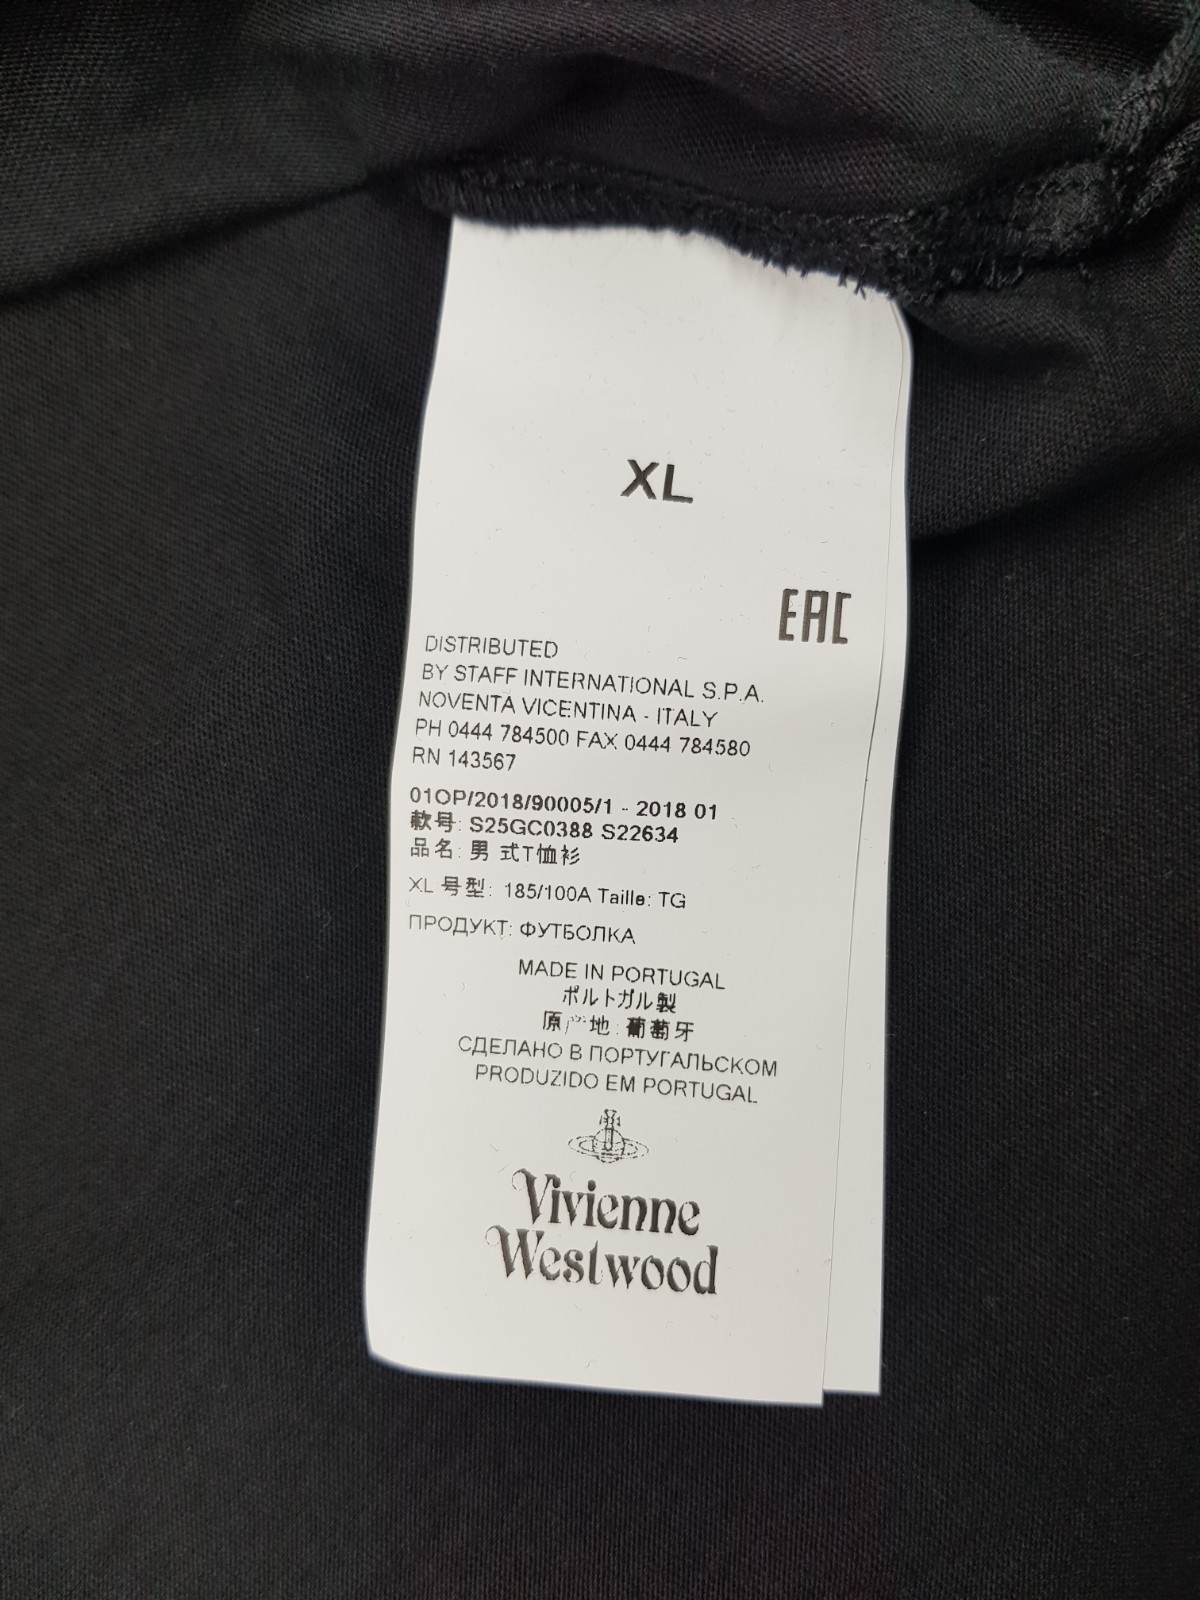 XL
EAC
DISTRIBUTED
BY STAFF INTERNATIONAL S.P.A.
NOVENTA VICENTINA - ITALY
PH 0444 784500 FAX 0444 784580
RN 143567
01OP/2018/90005/1 - 2018 01
款号: S25GC0388 S22634
品名: 男 式T恤衫
XL 号型: 185/100A Taille: TG
ПРОДУКТ: ФУТБОЛКА
MADE IN PORTUGAL
ポルトガル製
原产地: 葡萄牙
СДЕЛАНО В ПОРТУГАЛЬСКОМ
PRODUZIDO EM PORTUGAL
Vivienne
Westwood